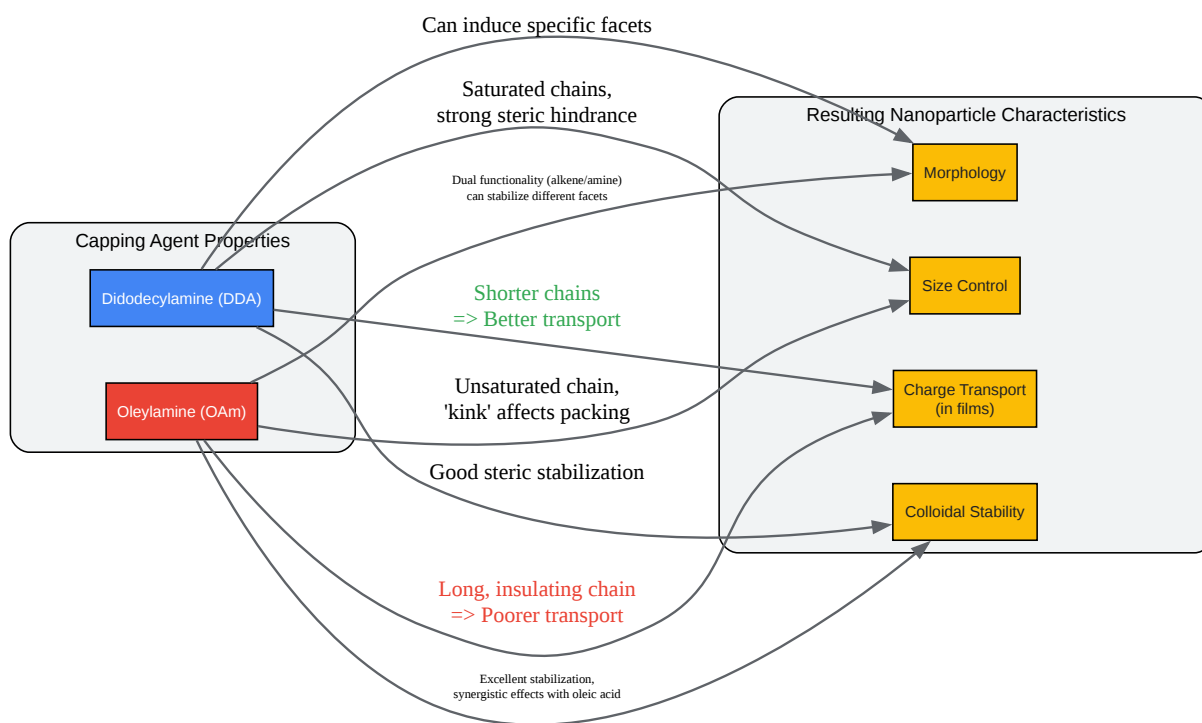 Can induce specific facets
Saturated chains,
strong steric hindrance
Resulting Nanoparticle Characteristics
Morphology
Dual functionality (alkene/amine)
can stabilize different facets
Capping Agent Properties
Didodecylamine (DDA)
Size Control
Shorter chains
=> Better transport
Oleylamine (OAm)
Unsaturated chain,
'kink' affects packing
Charge Transport
(in films)
Good steric stabilization
Colloidal Stability
Long, insulating chain
=> Poorer transport
Excellent stabilization,
synergistic effects with oleic acid